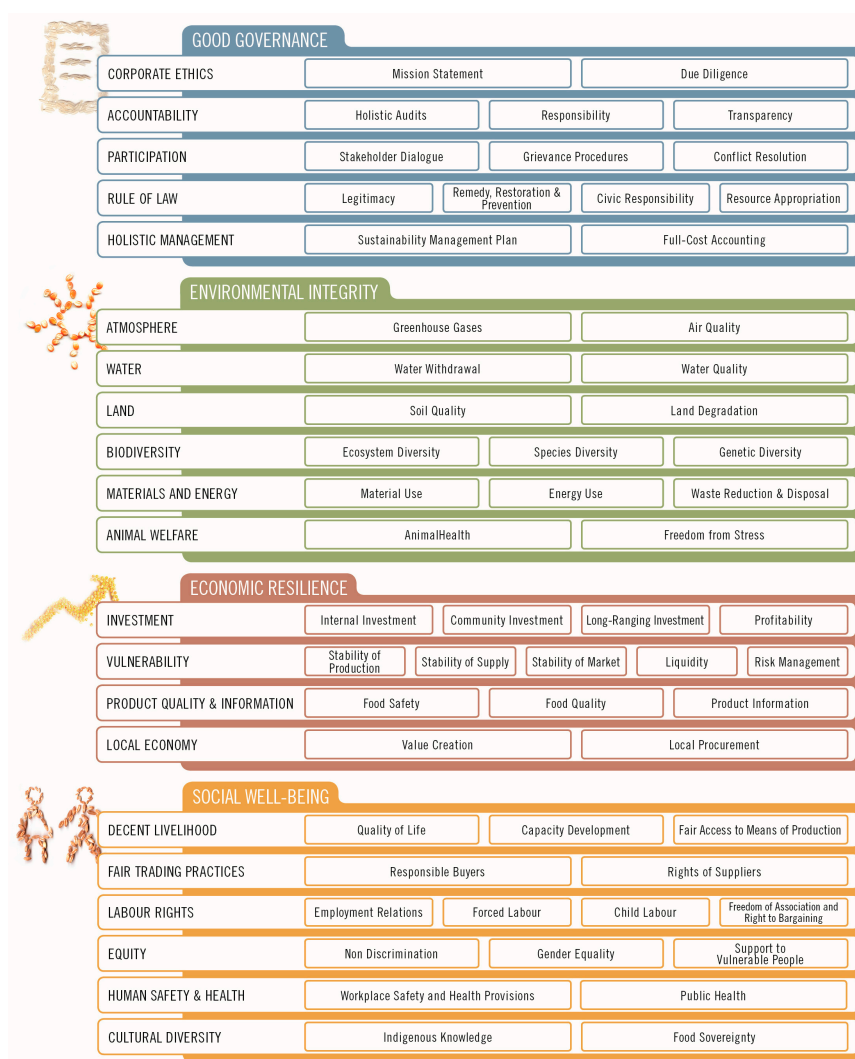 GOOD GOVERNANCE
CORPORATE ETHICS
Mission Statement
Due Diligence
ACCOUNTABILITY
Holistic Audits
Responsibility
Transparency
PARTICIPATION
Stakeholder Dialogue
Grievance Procedures
Conflict Resolution
RULE OF LAW
Legitimacy
Remedy, Restoration &
Prevention
Civic Responsibility
Resource Appropriation
HOLISTIC MANAGEMENT
Sustainability Management Plan
Full-Cost Accounting
ENVIRONMENTAL INTEGRITY
ATMOSPHERE
Greenhouse Gases
Air Quality
WATER
Water Withdrawal
Water Quality
LAND
Soil Quality
Land Degradation
BIODIVERSITY
Ecosystem Diversity
Species Diversity
Genetic Diversity
MATERIALS AND ENERGY
Material Use
Energy Use
Waste Reduction & Disposal
ANIMAL WELFARE
AnimalHealth
Freedom from Stress
ECONOMIC RESILIENCE
INVESTMENT
Internal Investment
Community Investment
Long-Ranging Investment
Profitability
VULNERABILITY
Stability of
Production
Stability of Supply
Stability of Market
Liquidity
Risk Management
PRODUCT QUALITY & INFORMATION
Food Safety
Food Quality
Product Information
LOCAL ECONOMY
Value Creation
Local Procurement
SOCIAL WELL-BEING
DECENT LIVELIHOOD
Quality of Life
Capacity Development
Fair Access to Means of Production
FAIR TRADING PRACTICES
Responsible Buyers
Rights of Suppliers
LABOUR RIGHTS
Employment Relations
Forced Labour
Child Labour
Freedom of Association and
Right to Bargaining
EQUITY
Non Discrimination
Gender Equality
Support to
Vulnerable People
HUMAN SAFETY & HEALTH
Workplace Safety and Health Provisions
Public Health
CULTURAL DIVERSITY
Indigenous Knowledge
Food Sovereignty